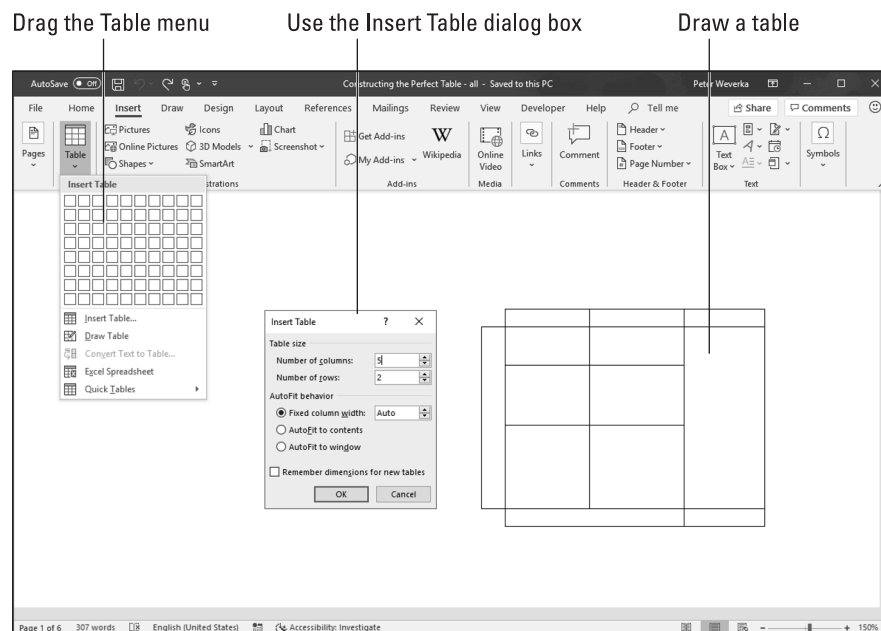 Drag the Table menu Use the Insert Table dialog box Draw a table
AutoSave Off Constructing the Perfect Table - all - Saved to this PC Peter Weverka
File Home Insert Draw Design Layout References Mailings Review View Developer Help Tell me Share Comments
Pages
Table
Pictures
Online Pictures
Shapes
Icons
3D Models
SmartArt
Chart
Screenshot
Get Add-ins
My Add-ins
W
Wikipedia
Online
Video
Links
Comment
Header
Footer
Page Number
A
Text
Box
Ω
Symbols
strations Add-ins Media Comments Header & Footer Text
Insert Table
Insert Table...
Draw Table
Convert Text to Table...
Excel Spreadsheet
Quick Tables
Insert Table ? ×
Table size
Number of columns: 5
Number of rows: 2
AutoFit behavior
Fixed column width: Auto
AutoFit to contents
AutoFit to window
Remember dimensions for new tables
OK Cancel
Page 1 of 6 307 words English (United States) Accessibility: Investigate 150%